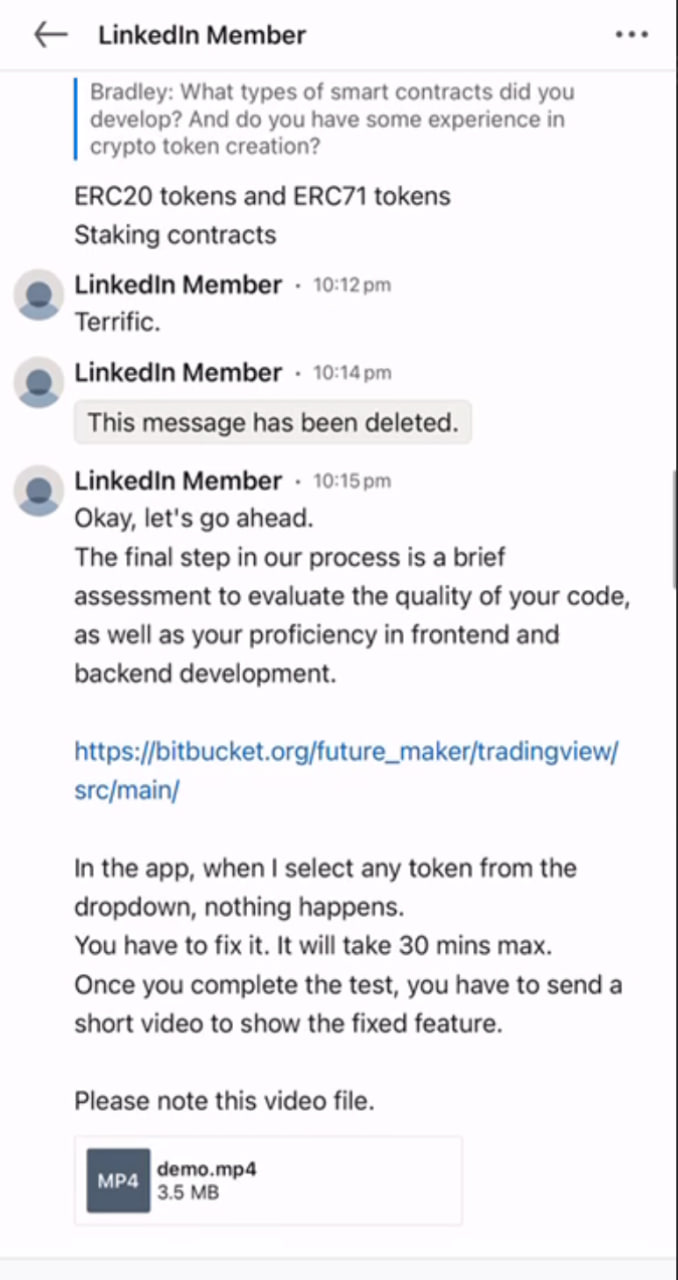 LinkedIn Member
Bradley: What types of smart contracts did you
develop? And do you have some experience in
crypto token creation?
ERC20 tokens and ERC71 tokens
Staking contracts
LinkedIn Member • 10:12 pm
Terrific.
LinkedIn Member • 10:14 pm
This message has been deleted.
LinkedIn Member • 10:15 pm
Okay, let's go ahead.
The final step in our process is a brief
assessment to evaluate the quality of your code,
as well as your proficiency in frontend and
backend development.
https://bitbucket.org/future_maker/tradingview/
src/main/
In the app, when I select any token from the
dropdown, nothing happens.
You have to fix it. It will take 30 mins max.
Once you complete the test, you have to send a
short video to show the fixed feature.
Please note this video file.
MP4
demo.mp4
3.5 MB